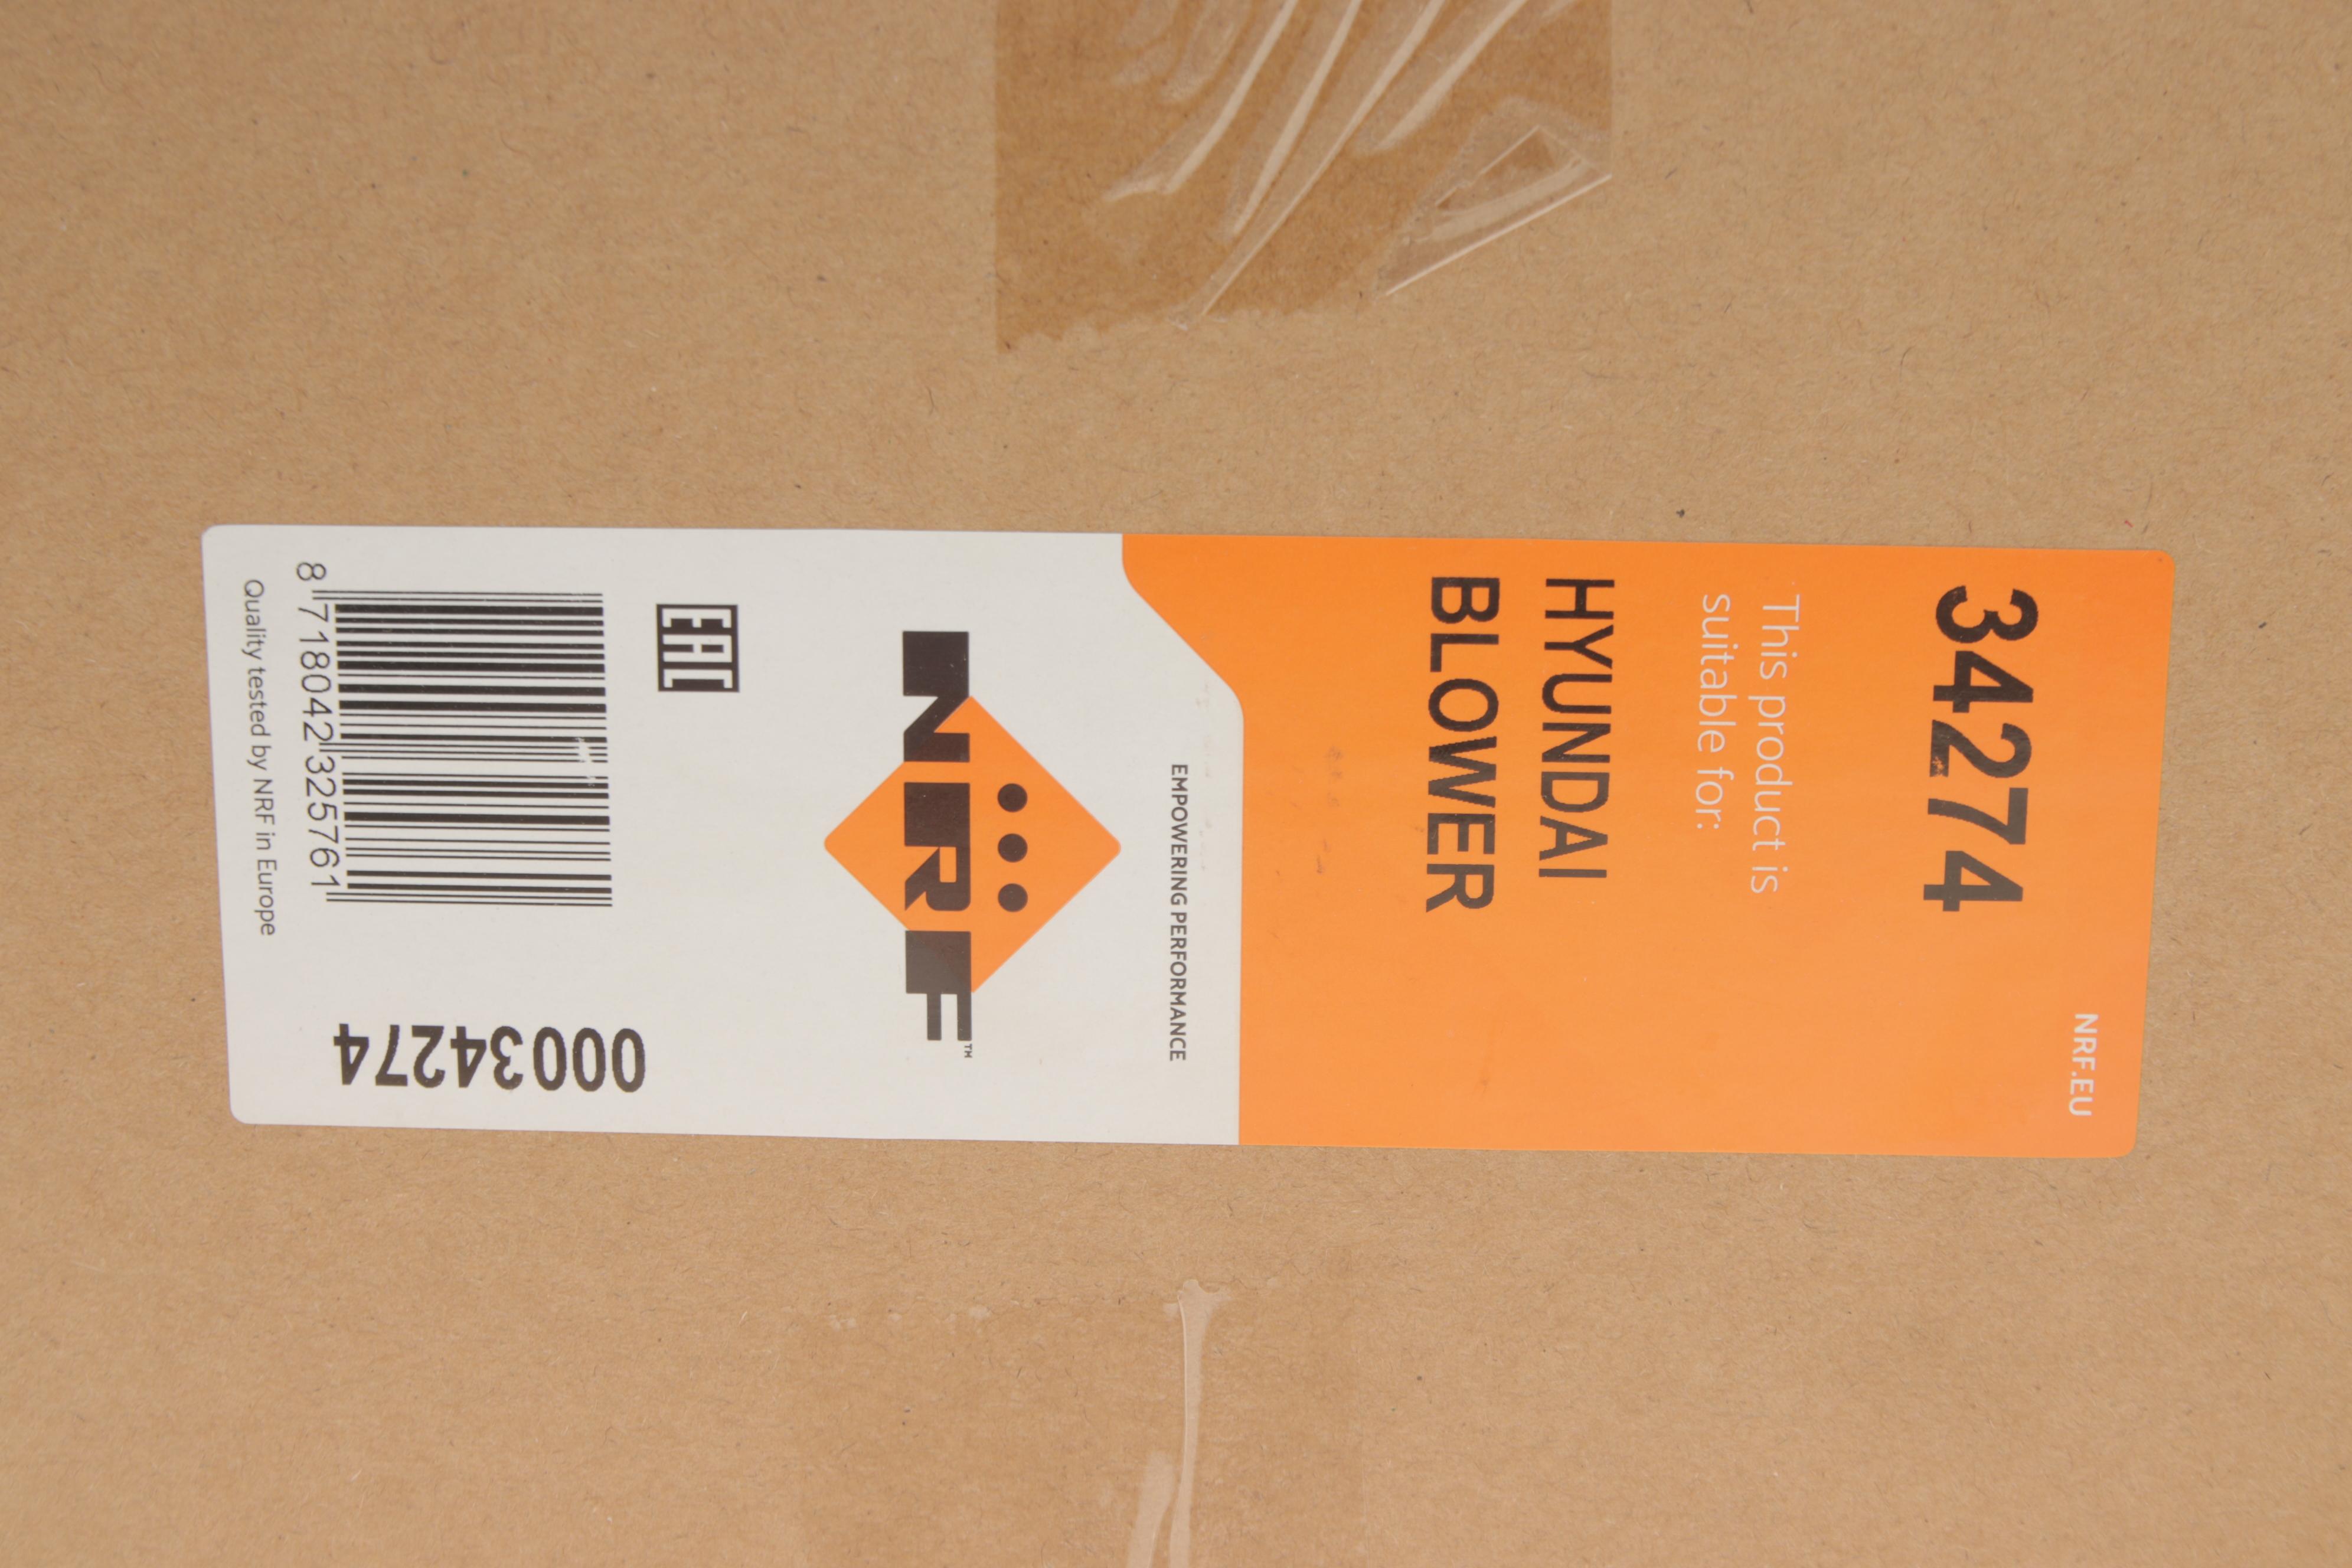 NRF.EU
34274
This product is
suitable for:
HYUNDAI
BLOWER
EMPOWERING PERFORMANCE
NRF™
EAC
8 718042 325761
Quality tested by NRF in Europe
00034274